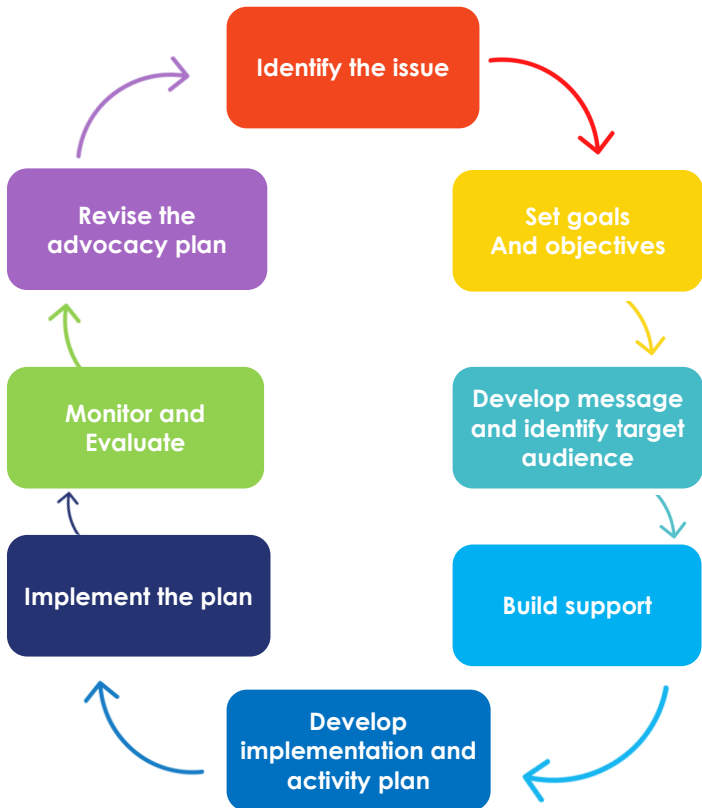 Identify the issue
Set goals
And objectives
Develop message
and identify target
audience
Build support
Develop
implementation and
activity plan
Implement the plan
Monitor and
Evaluate
Revise the
advocacy plan